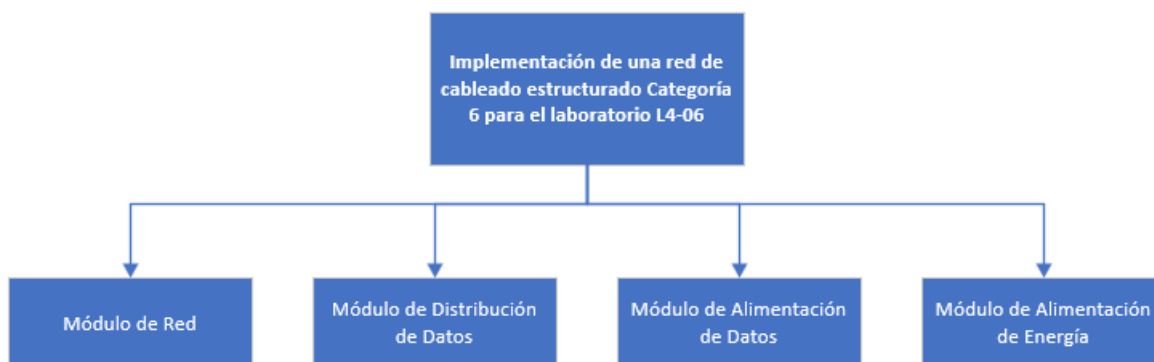 Implementación de una red de
cableado estructurado Categoría
6 para el laboratorio L4-06
Módulo de Red
Módulo de Distribución
de Datos
Módulo de Alimentación
de Datos
Módulo de Alimentación
de Energía